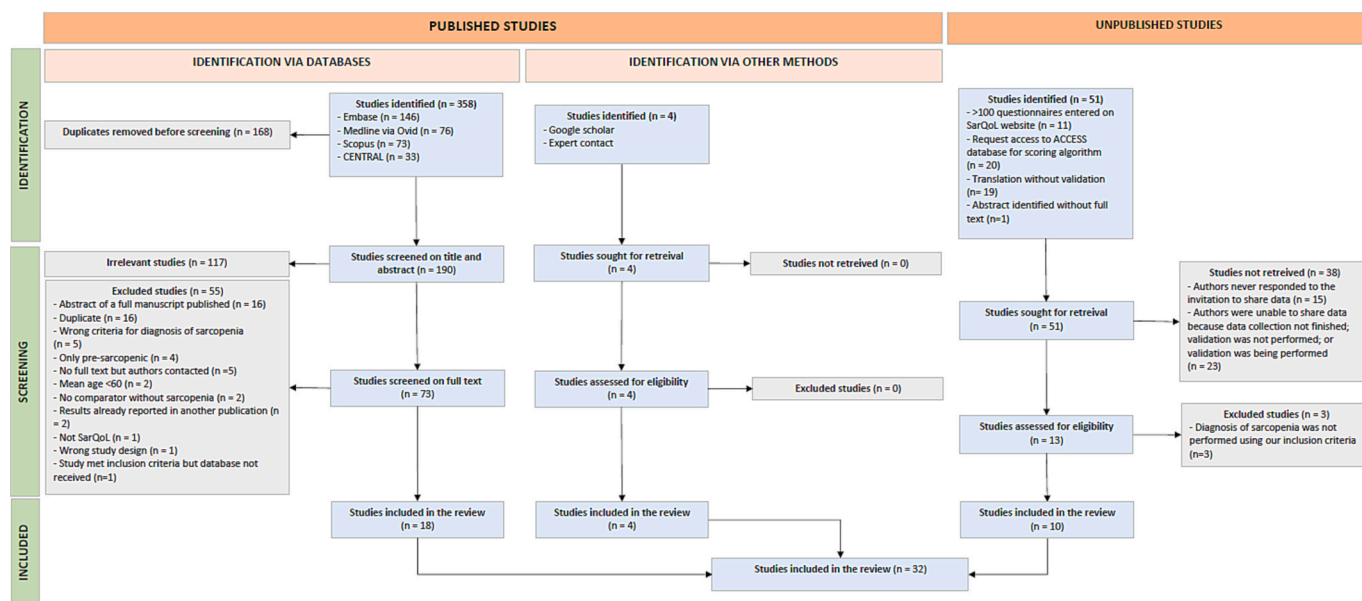 PUBLISHED STUDIES
UNPUBLISHED STUDIES
IDENTIFICATION VIA DATABASES
IDENTIFICATION VIA OTHER METHODS
IDENTIFICATION
Duplicates removed before screening (n = 168)
Studies identified (n = 358)
- Embase (n = 146)
- Medline via Ovid (n = 76)
- Scopus (n = 73)
- CENTRAL (n = 33)
Studies identified (n = 4)
- Google scholar
- Expert contact
Studies identified (n = 51)
- >100 questionnaires entered on
SarQoL website (n = 11)
- Request access to ACCESS
database for scoring algorithm
(n = 20)
- Translation without validation
(n= 19)
- Abstract identified without full
text (n=1)
SCREENING
Irrelevant studies (n = 117)
Studies screened on title and
abstract (n = 190)
Studies sought for retreival
(n = 4)
Studies not retreived (n = 0)
Studies sought for retreival
(n = 51)
Studies not retreived (n = 38)
- Authors never responded to the
invitation to share data (n = 15)
- Authors were unable to share data
because data collection not finished;
validation was not performed; or
validation was being performed
(n = 23)
Excluded studies (n = 55)
- Abstract of a full manuscript published (n = 16)
- Duplicate (n = 16)
- Wrong criteria for diagnosis of sarcopenia
(n = 5)
- Only pre-sarcopenic (n = 4)
- No full text but authors contacted (n =5)
- Mean age <60 (n = 2)
- No comparator without sarcopenia (n = 2)
- Results already reported in another publication (n
= 2)
- Not SarQoL (n = 1)
- Wrong study design (n = 1)
- Study met inclusion criteria but database not
received (n=1)
Studies screened on full text
(n = 73)
Studies assessed for eligibility
(n = 4)
Excluded studies (n = 0)
Studies assessed for eligibility
(n = 13)
Excluded studies (n = 3)
- Diagnosis of sarcopenia was not
performed using our inclusion criteria
(n=3)
INCLUDED
Studies included in the review
(n = 18)
Studies included in the review
(n = 4)
Studies included in the review
(n = 10)
Studies included in the review (n = 32)